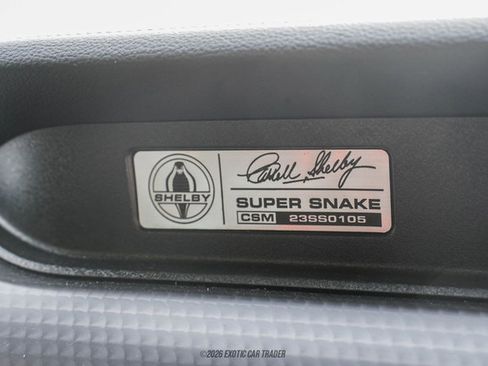 Carroll Shelby
SHELBY
SUPER SNAKE
CSM 23SS0105
©2026 EXOTIC CAR TRADER